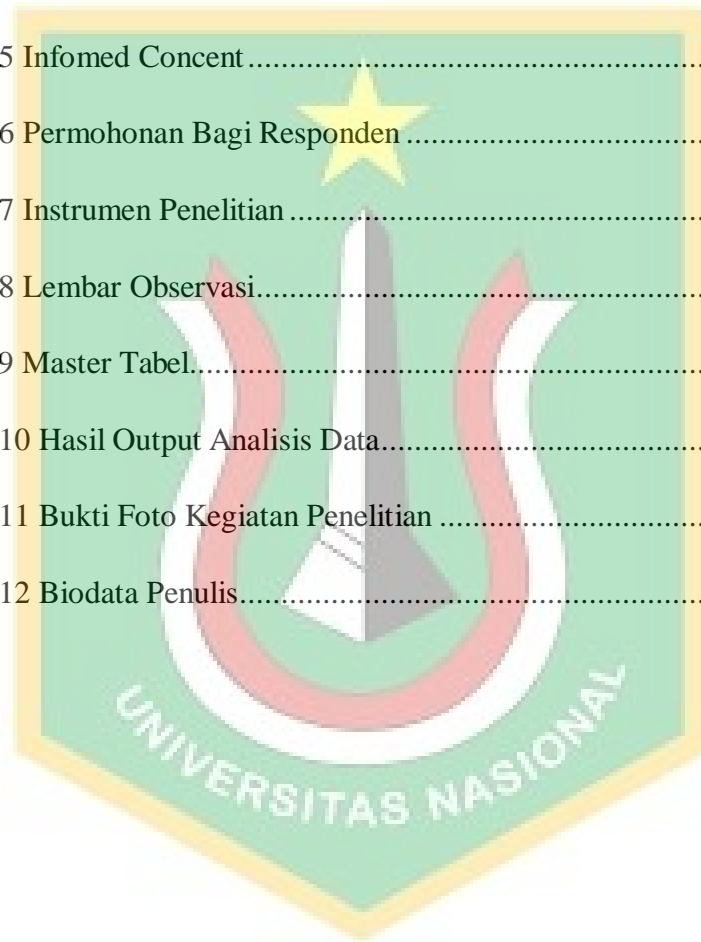 5 Infomed Concent....................................................
6 Permohonan Bagi Responden....................................
7 Instrumen Penelitian................................................
8 Lembar Observasi....................................................
9 Master Tabel............................................................
10 Hasil Output Analisis Data.......................................
11 Bukti Foto Kegiatan Penelitian................................
12 Biodata Penulis.......................................................
UNIVERSITAS NASIONAL